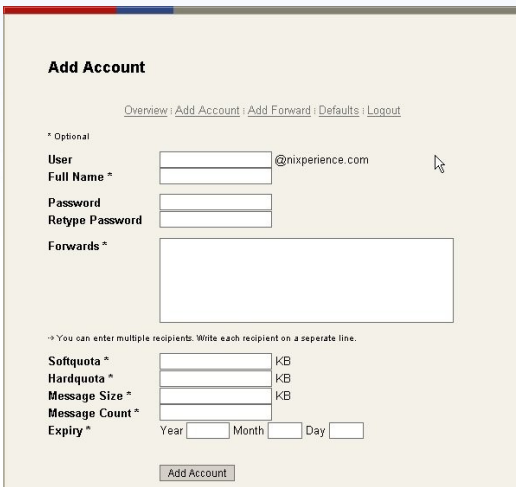 Add Account
Overview | Add Account | Add Forward | Defaults | Logout
* Optional
User @nixperience.com
Full Name *
Password
Retype Password
Forwards *
-> You can enter multiple recipients. Write each recipient on a seperate line.
Softquota * KB
Hardquota * KB
Message Size * KB
Message Count *
Expiry * Year Month Day
Add Account